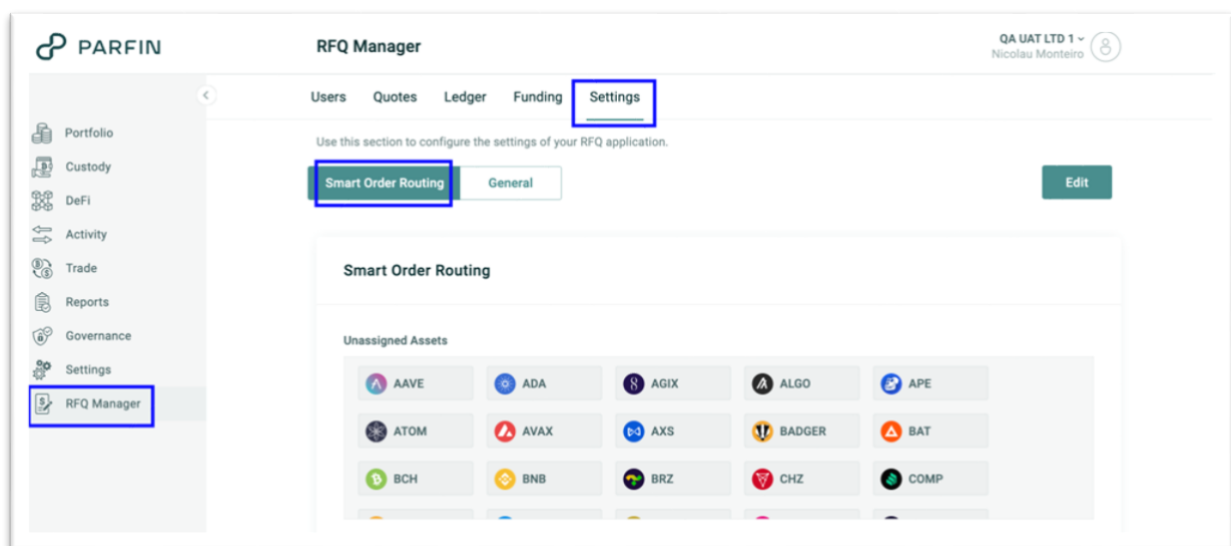 PARFIN
RFQ Manager
QA UAT LTD 1
Nicolau Monteiro
Users Quotes Ledger Funding Settings
Use this section to configure the settings of your RFQ application.
Smart Order Routing General Edit
Portfolio
Custody
DeFi
Activity
Trade
Reports
Governance
Settings
RFQ Manager
Smart Order Routing
Unassigned Assets
AAVE ADA AGIX ALGO APE
ATOM AVAX AXS BADGER BAT
BCH BNB BRZ CHZ COMP